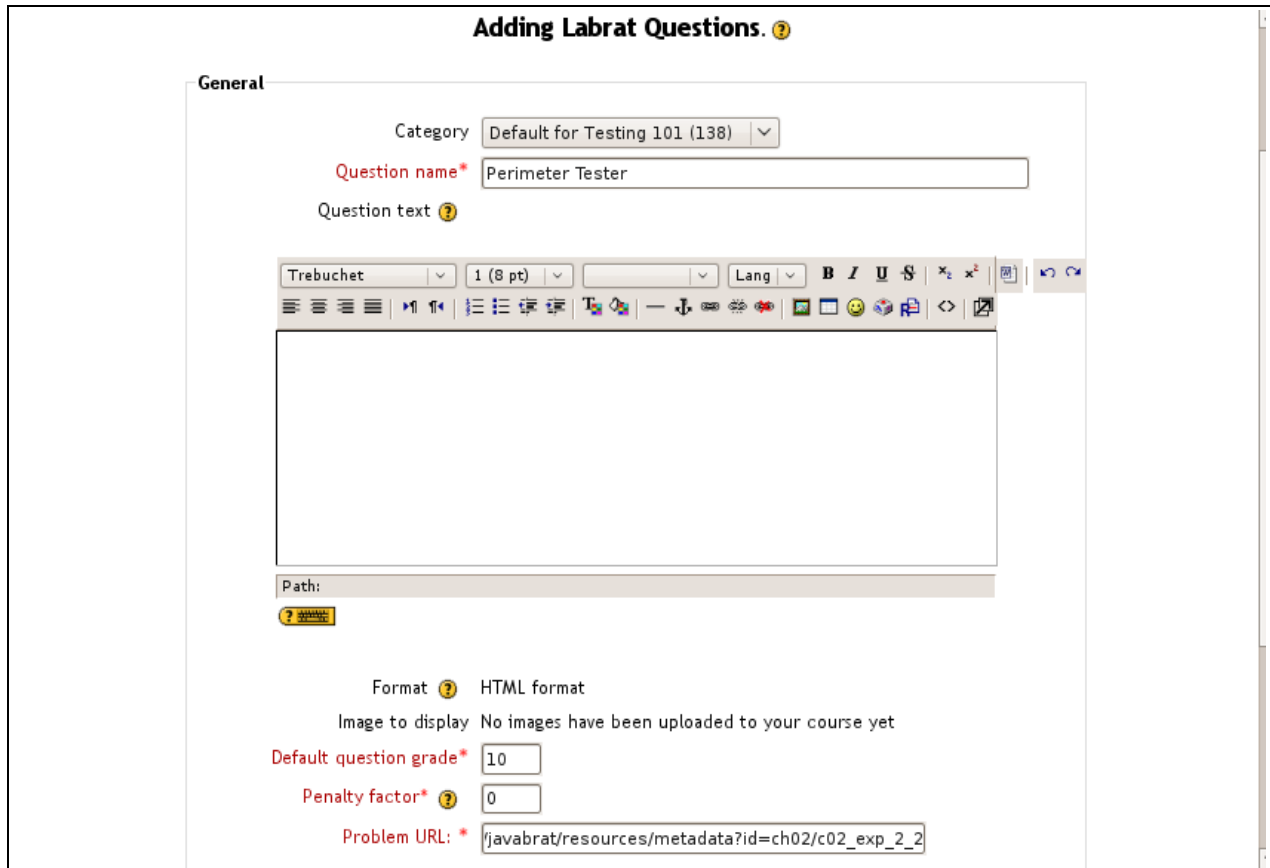 Adding Labrat Questions.
General
Category Default for Testing 101 (138)
Question name* Perimeter Tester
Question text
Trebuchet 1 (8 pt) Lang B I U S x₂ x²
Path:
Format HTML format
Image to display No images have been uploaded to your course yet
Default question grade* 10
Penalty factor* 0
Problem URL: * /javabrat/resources/metadata?id=ch02/c02_exp_2_2